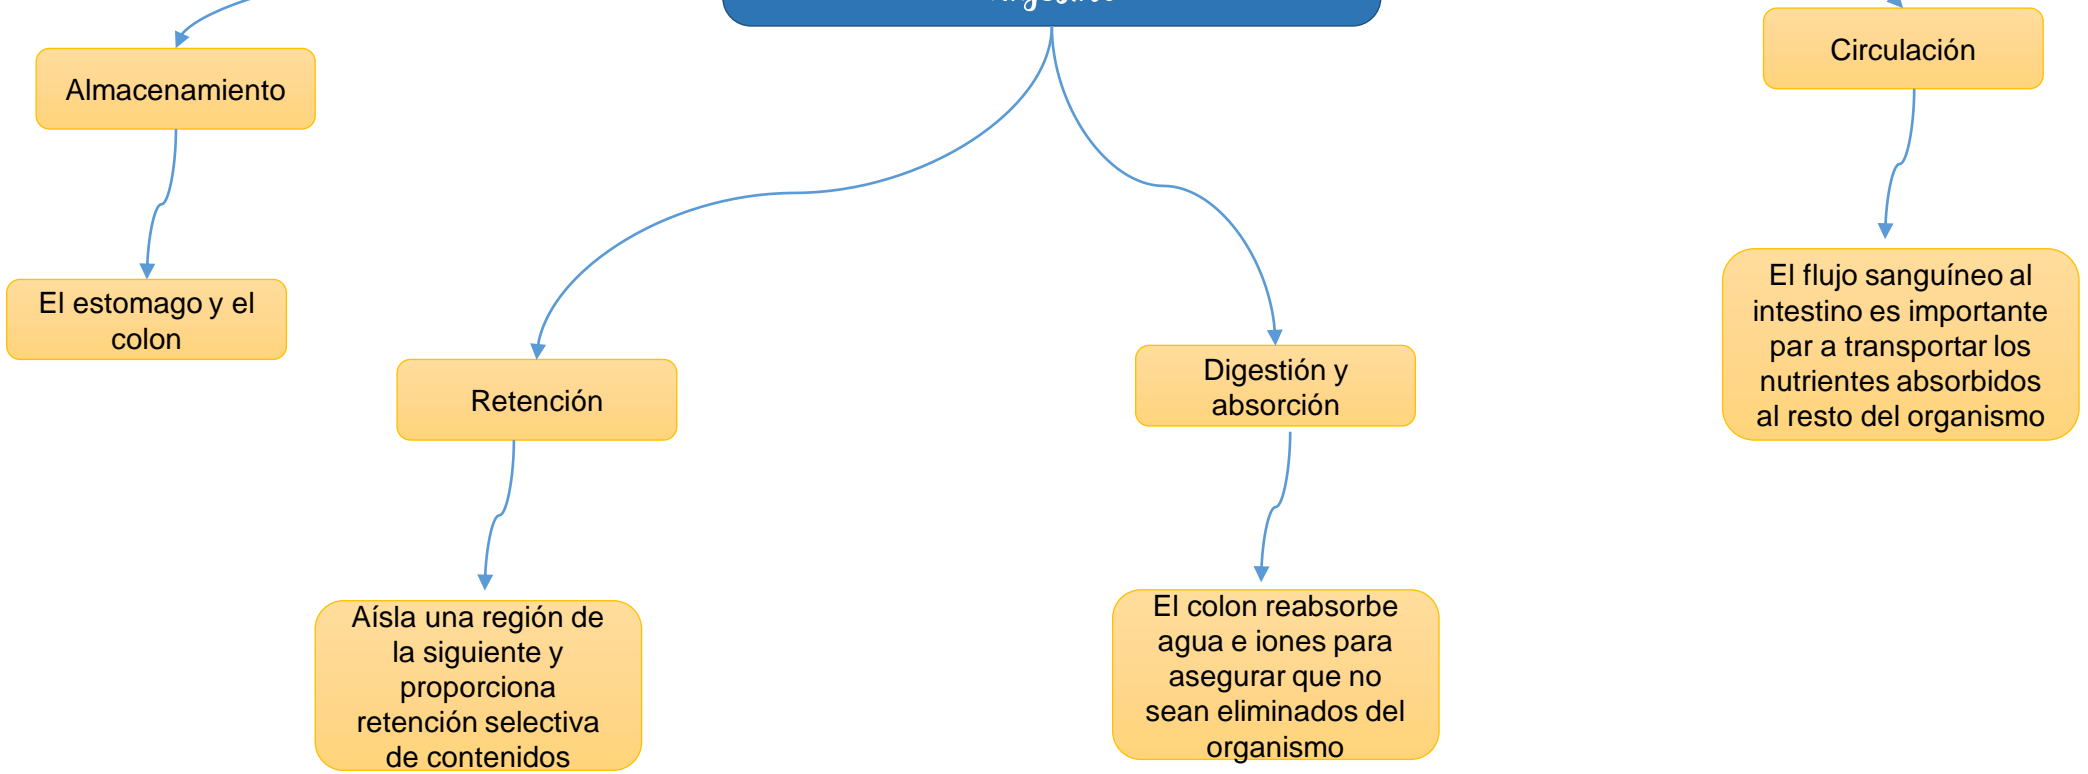 Almacenamiento
El estomago y el
colon
Retención
Aísla una región de
la siguiente y
proporciona
retención selectiva
de contenidos
Digestión y
absorción
El colon reabsorbe
agua e iones para
asegurar que no
sean eliminados del
organismo
Circulación
El flujo sanguíneo al
intestino es importante
par a transportar los
nutrientes absorbidos
al resto del organismo